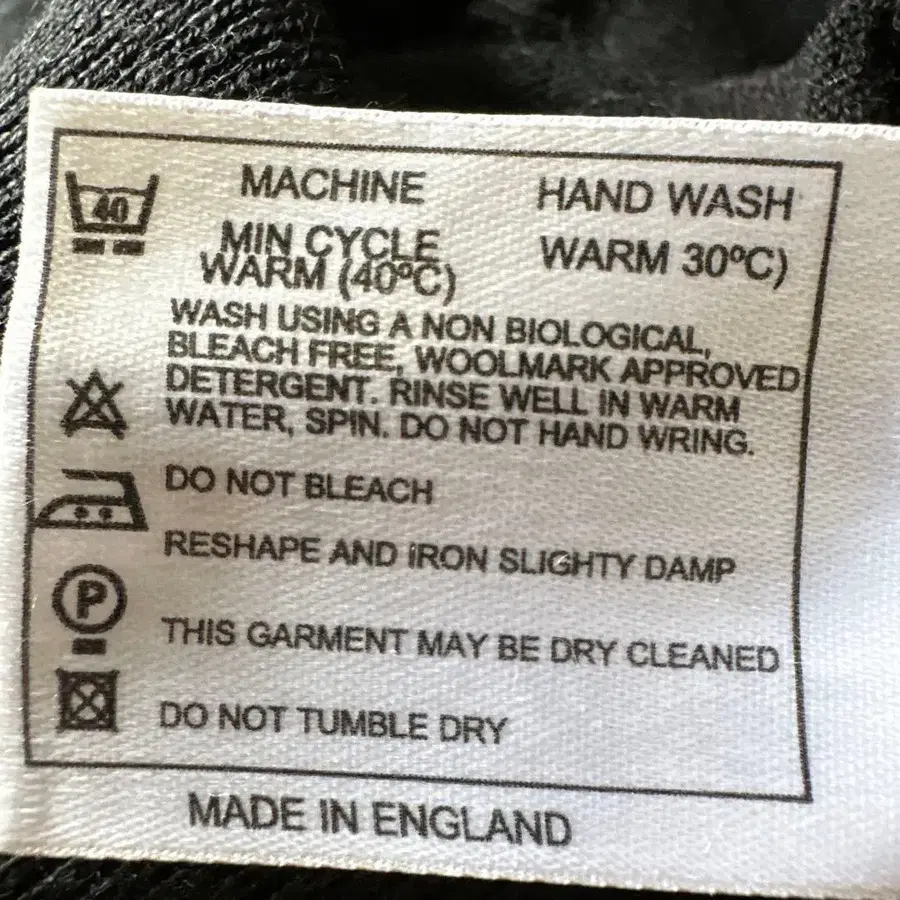 40
MACHINE HAND WASH
MIN CYCLE
WARM (40ºC) WARM 30ºC)
WASH USING A NON BIOLOGICAL,
BLEACH FREE, WOOLMARK APPROVED
DETERGENT. RINSE WELL IN WARM
WATER, SPIN. DO NOT HAND WRING.
DO NOT BLEACH
RESHAPE AND IRON SLIGHTY DAMP
P
THIS GARMENT MAY BE DRY CLEANED
DO NOT TUMBLE DRY
MADE IN ENGLAND